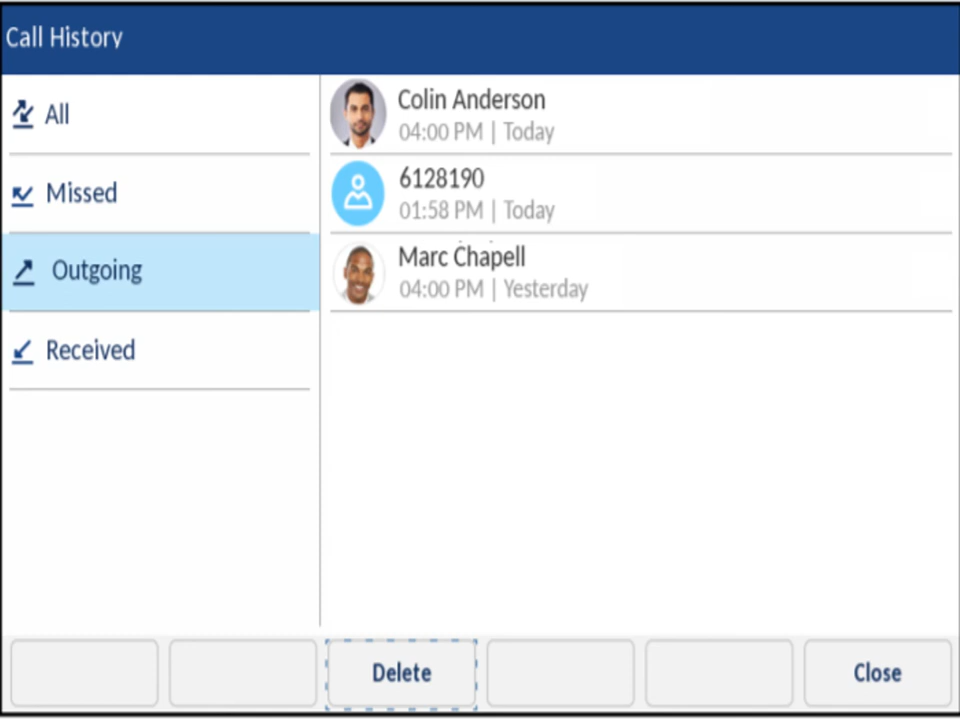 Call History
All
Missed
Outgoing
Received
Colin Anderson
04:00 PM | Today
6128190
01:58 PM | Today
Marc Chapell
04:00 PM | Yesterday
Delete
Close